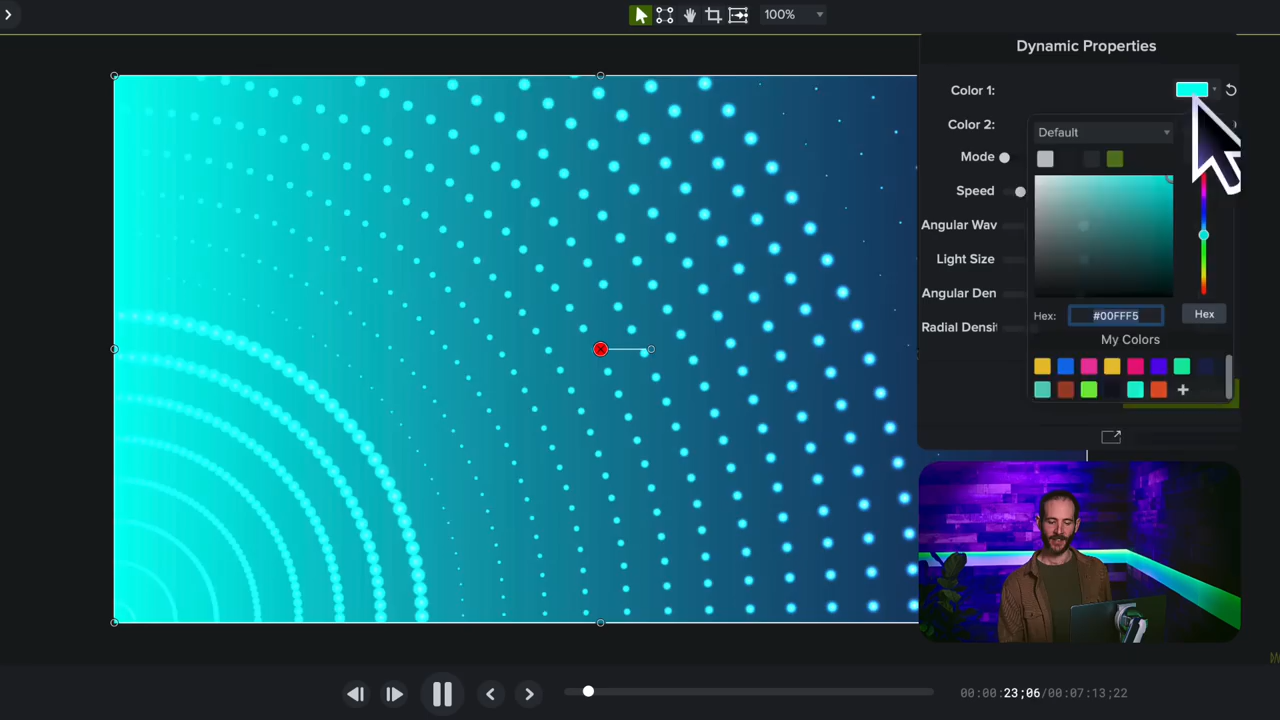 100%
Dynamic Properties
Color 1:
Color 2:
Default
Mode
Speed
Angular Wav
Light Size
Angular Den
Hex: #00FFF5 Hex
Radial Densit
My Colors
00:00:23;06/00:07:13;22